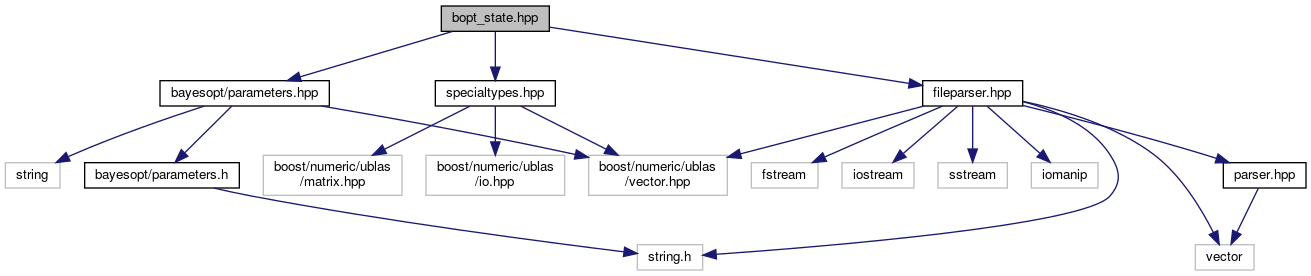 bopt_state.hpp
bayesopt/parameters.hpp
specialtypes.hpp
fileparser.hpp
string
bayesopt/parameters.h
boost/numeric/ublas
/matrix.hpp
boost/numeric/ublas
/io.hpp
boost/numeric/ublas
/vector.hpp
fstream
iostream
sstream
iomanip
parser.hpp
string.h
vector